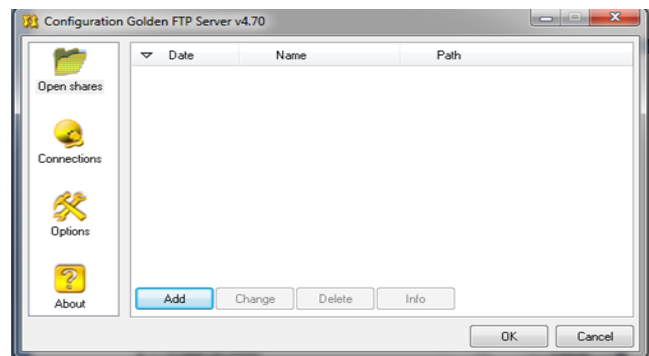 Configuration Golden FTP Server v4.70
Date Name Path
Open shares
Connections
Options
About
Add Change Delete Info
OK Cancel